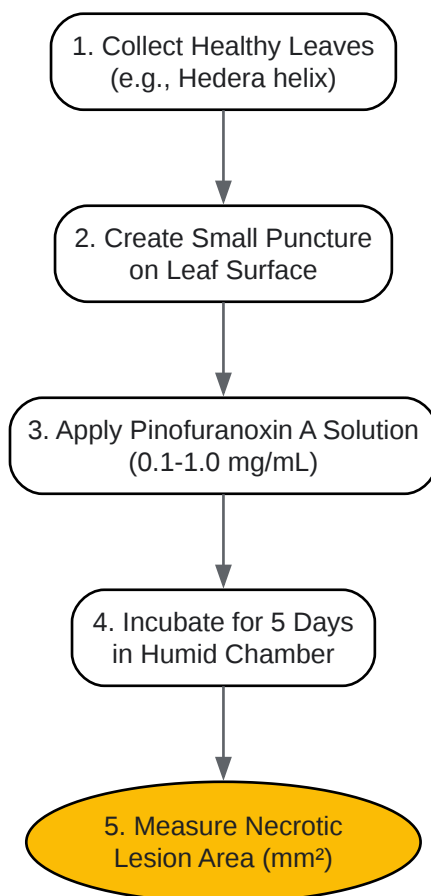 1. Collect Healthy Leaves
(e.g., Hedera helix)
2. Create Small Puncture
on Leaf Surface
3. Apply Pinofuranoxin A Solution
(0.1-1.0 mg/mL)
4. Incubate for 5 Days
in Humid Chamber
5. Measure Necrotic
Lesion Area (mm²)